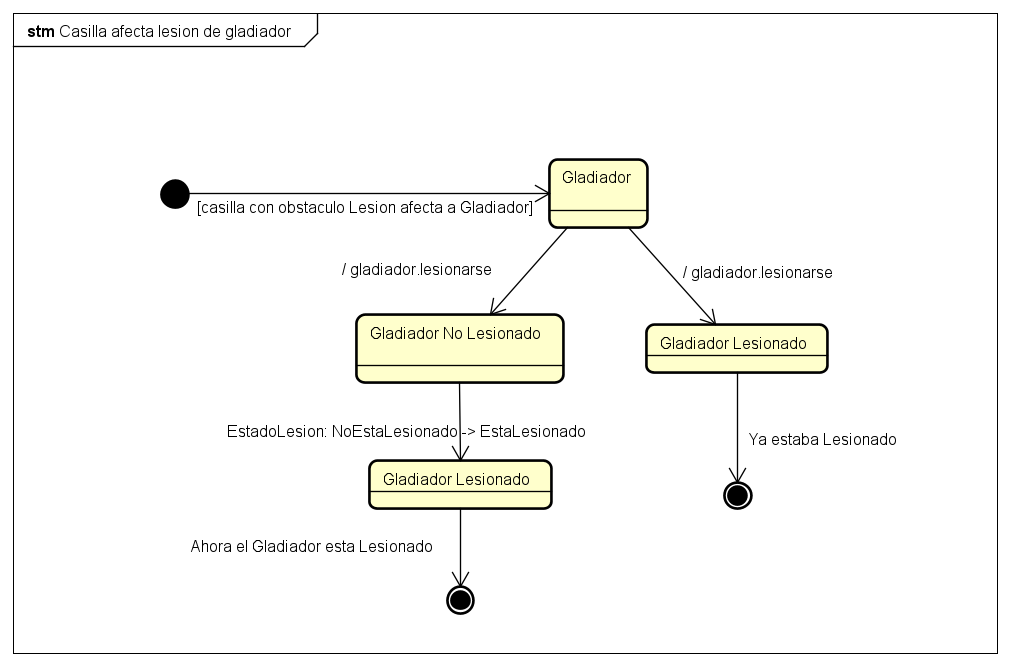 stm Casilla afecta lesion de gladiador
Gladiador
[casilla con obstaculo Lesion afecta a Gladiador]
/ gladiador.lesionarse
/ gladiador.lesionarse
Gladiador No Lesionado
Gladiador Lesionado
EstadoLesion: NoEstaLesionado -> EstaLesionado
Ya estaba Lesionado
Gladiador Lesionado
Ahora el Gladiador esta Lesionado